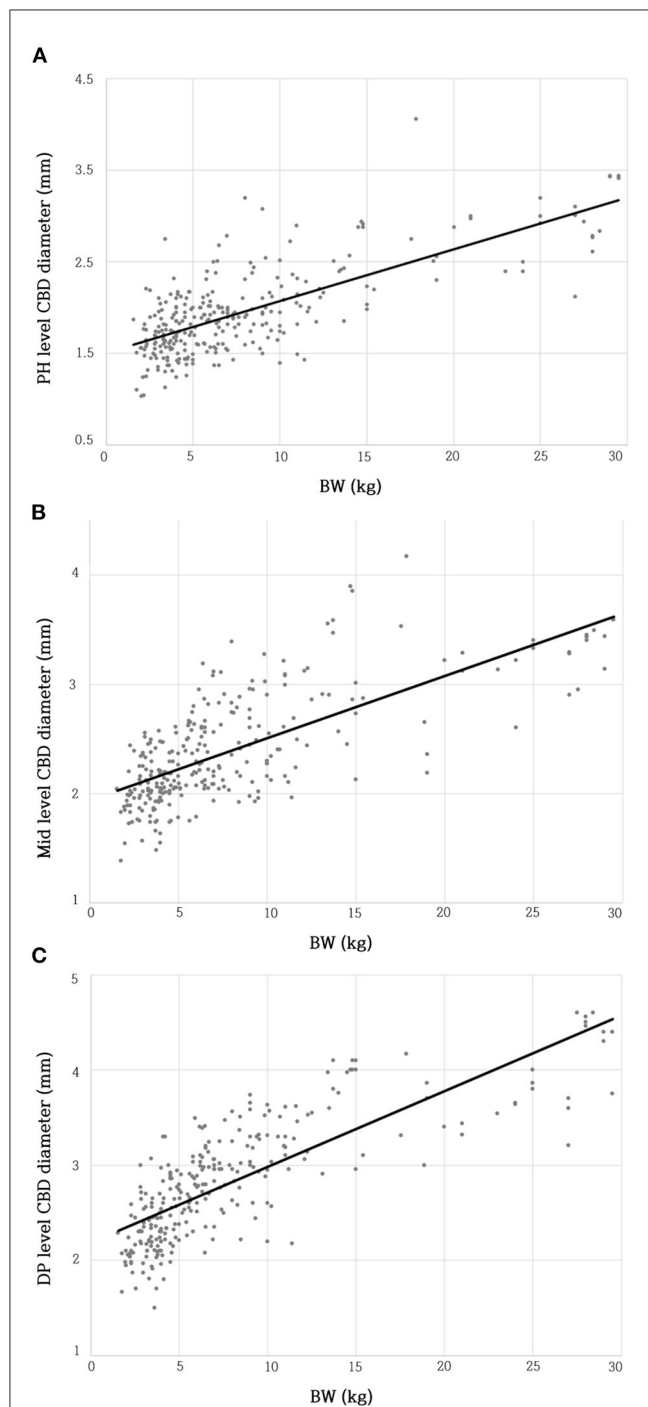 A
4.5
3.5
2.5
1.5
0.5
PH level CBD diameter (mm)
0 5 10 15 20 25 30
BW (kg)
B
4
3
2
1
Mid level CBD diameter (mm)
0 5 10 15 20 25 30
BW (kg)
C
5
4
3
2
1
DP level CBD diameter (mm)
0 5 10 15 20 25 30
BW (kg)